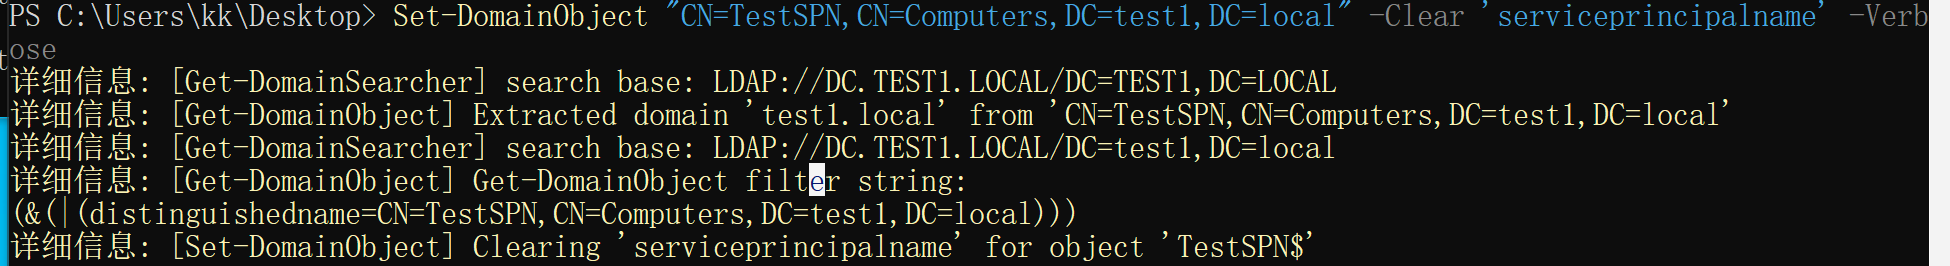 PS C:\Users\kk\Desktop> Set-DomainObject "CN=TestSPN,CN=Computers,DC=test1,DC=local" -Clear 'serviceprincipalname' -Verb
ose
详细信息: [Get-DomainSearcher] search base: LDAP://DC.TEST1.LOCAL/DC=TEST1,DC=LOCAL
详细信息: [Get-DomainObject] Extracted domain 'test1.local' from 'CN=TestSPN,CN=Computers,DC=test1,DC=local'
详细信息: [Get-DomainSearcher] search base: LDAP://DC.TEST1.LOCAL/DC=test1,DC=local
详细信息: [Get-DomainObject] Get-DomainObject filter string:
(&(|(distinguishedname=CN=TestSPN,CN=Computers,DC=test1,DC=local)))
详细信息: [Set-DomainObject] Clearing 'serviceprincipalname' for object 'TestSPN$'